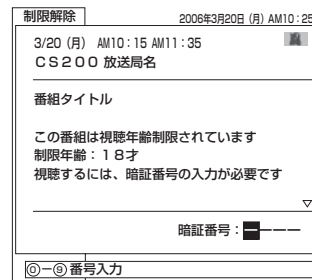 制限解除
2006年3月20日 (月) AM10：25
3/20 (月) AM10：15 AM11：35
ＣＳ２００ 放送局名
番組タイトル
この番組は視聴年齢制限されています
制限年齢：１８才
視聴するには、暗証番号の入力が必要です
暗証番号：－－－－
⓪－⑨ 番号入力